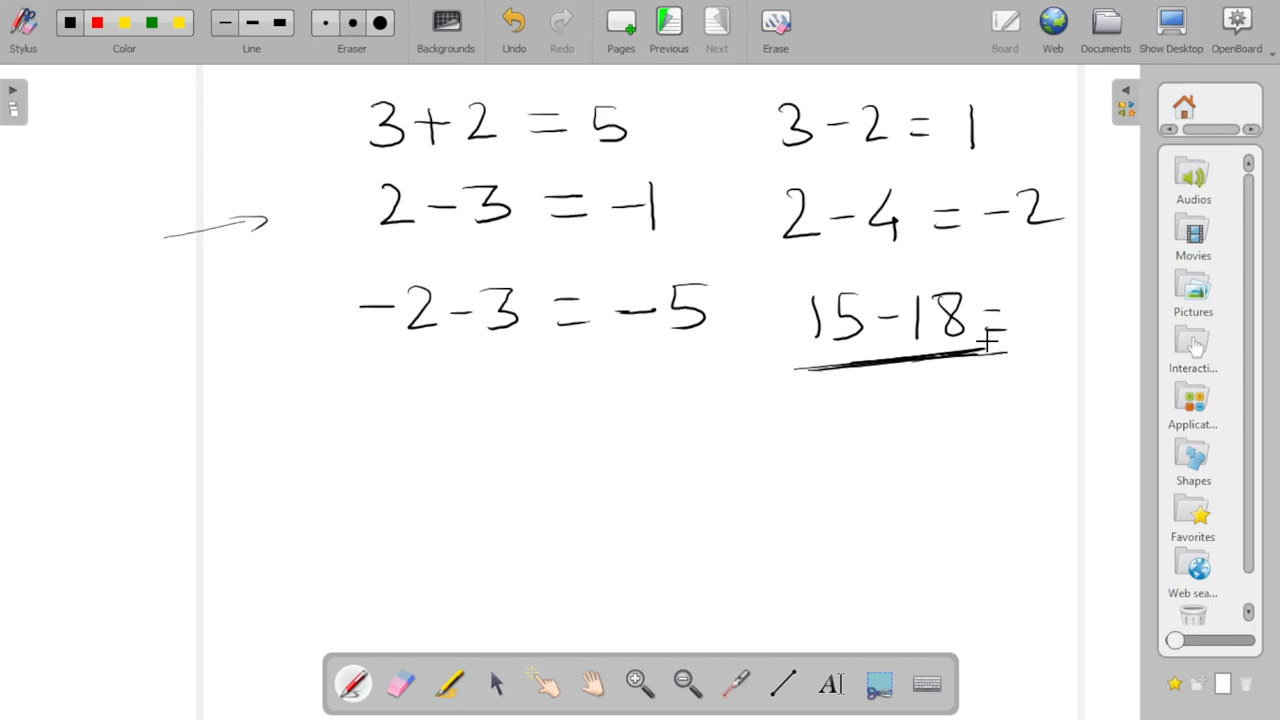 Stylus Color Line Eraser Backgrounds Undo Redo Pages Previous Next Erase Board Web Documents Show Desktop OpenBoard
3+2 = 5 3-2 = 1
2-3 = -1 2-4 = -2
-2-3 = -5 15-18=
Audios
Movies
Pictures
Interacti...
Applicat...
Shapes
Favorites
Web sea...